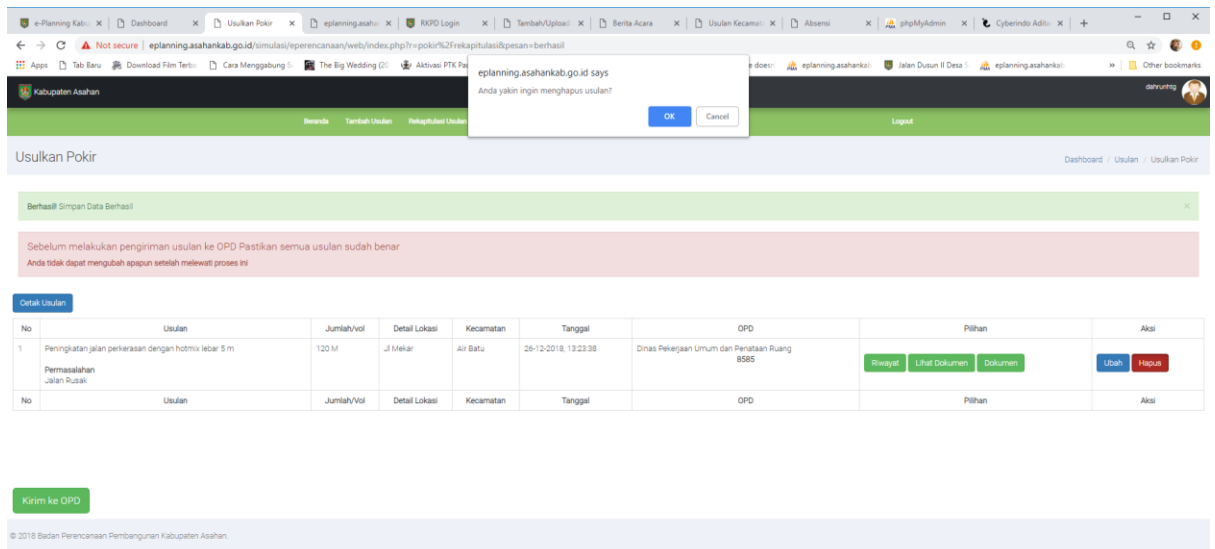 e-Planning Kabu
Dashboard
Usulkan Pokir
eplanning.asahan
RKPD Login
Tambah/Upload
Berita Acara
Usulan Kecamata
Absensi
phpMyAdmin
Cyberindo Aditam
Not secure | eplanning.asahankab.go.id/simulasi/eperencanaan/web/index.php?r=pokir%2Frekapitulasi&pesan=berhasil
Apps
Tab Baru
Download Film Terba
Cara Menggabung S
The Big Wedding (20
Aktivasi PTK Pa
e doesn
eplanning.asahankab
Jalan Dusun II Desa S
eplanning.asahankab
Other bookmarks
eplanning.asahankab.go.id says
Anda yakin ingin menghapus usulan?
OK Cancel
Kabupaten Asahan
dahruntng
Beranda Tambah Usulan Rekapitulasi Usulan Logout
Usulkan Pokir
Dashboard / Usulan / Usulkan Pokir
Berhasil! Simpan Data Berhasil
×
Sebelum melakukan pengiriman usulan ke OPD Pastikan semua usulan sudah benar
Anda tidak dapat mengubah apapun setelah melewati proses ini
Cetak Usulan
No Usulan Jumlah/vol Detail Lokasi Kecamatan Tanggal OPD Pilihan Aksi
1 Peningkatan jalan perkerasan dengan hotmix lebar 5 m 120 M Jl Mekar Air Batu 26-12-2018, 13:23:38 Dinas Pekerjaan Umum dan Penataan Ruang
8585
Riwayat Lihat Dokumen Dokumen Ubah Hapus
Permasalahan
Jalan Rusak
No Usulan Jumlah/Vol Detail Lokasi Kecamatan Tanggal OPD Pilihan Aksi
Kirim ke OPD
© 2018 Badan Perencanaan Pembangunan Kabupaten Asahan.